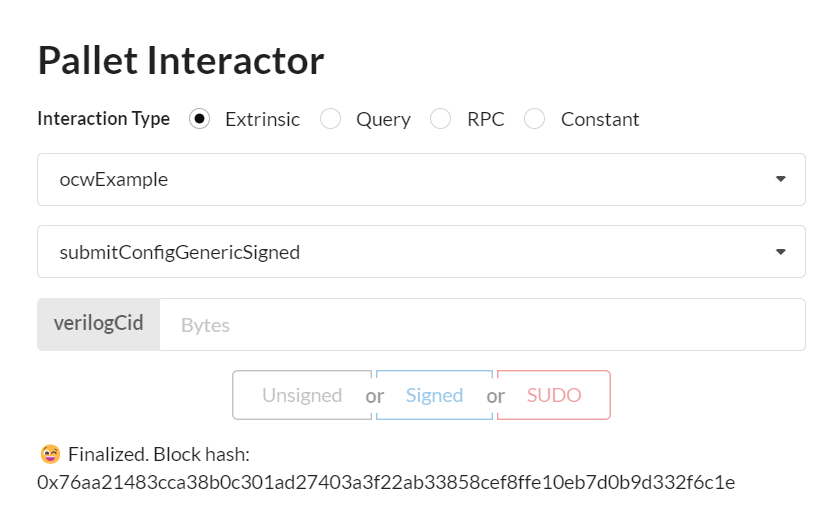 Pallet Interactor
Interaction Type Extrinsic Query RPC Constant
ocwExample
submitConfigGenericSigned
verilogCid Bytes
Unsigned or Signed or SUDO
😉 Finalized. Block hash:
0x76aa21483cca38b0c301ad27403a3f22ab33858cef8ffe10eb7d0b9d332f6c1e